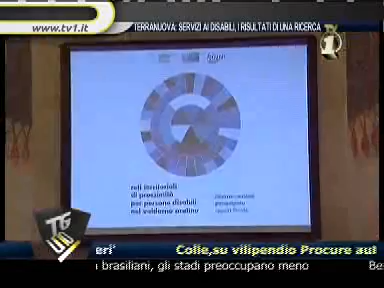 www.tv1.it
TERRANUOVA: SERVIZI AI DISABILI, I RISULTATI DI UNA RICERCA
1
reti territoriali
di prossimità
per persone disabili
nel valdarno aretino
TG
eri'
Colle,su vilipendio Procure aut
brasiliani, gli stadi preoccupano meno
Be